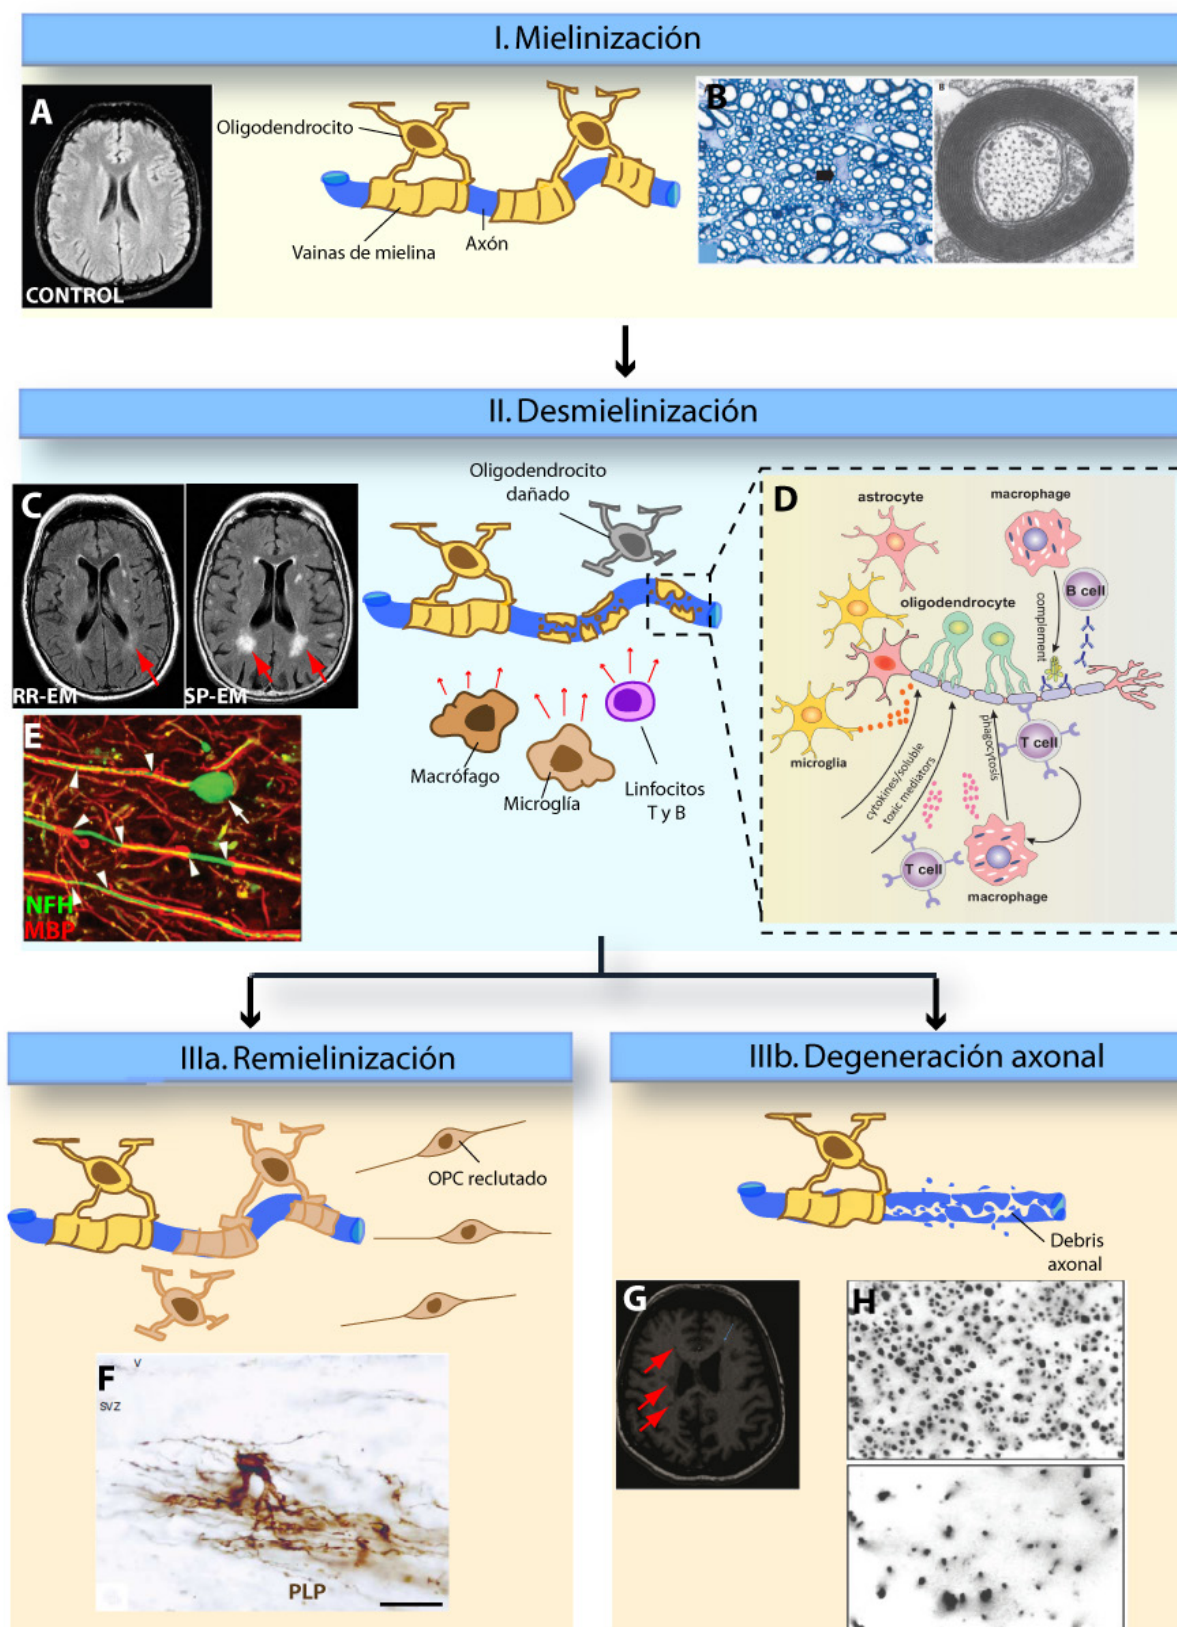 I. Mielinización
A
Oligodendrocito
Vainas de mielina
Axón
CONTROL
B
B
II. Desmielinización
C
RR-EM
SP-EM
Oligodendrocito
dañado
Macrófago
Microglía
Linfocitos
T y B
D
astrocyte
macrophage
B cell
oligodendrocyte
complement
microglia
cytokines/soluble
toxic mediators
phagocytosis
T cell
T cell
macrophage
E
NFH
MBP
IIIa. Remielinización
OPC reclutado
F
V
SVZ
PLP
IIIb. Degeneración axonal
Debris
axonal
G
H